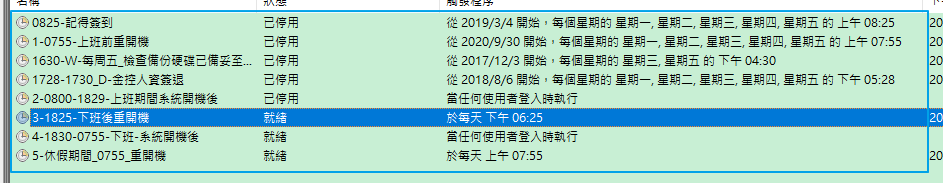 名稱 狀態 觸發程序
0825-記得簽到 已停用 從 2019/3/4 開始，每個星期的 星期一, 星期二, 星期三, 星期四, 星期五 的 上午 08:25 20
1-0755-上班前重開機 已停用 從 2020/9/30 開始，每個星期的 星期一, 星期二, 星期三, 星期四, 星期五 的 上午 07:55 20
1630-W-每周五_檢查備份硬碟已備妥至... 已停用 從 2017/12/3 開始，每個星期的 星期三, 星期五 的 下午 04:30 20
1728-1730_D-金控人資簽退 已停用 從 2018/8/6 開始，每個星期的 星期一, 星期二, 星期三, 星期四, 星期五 的 下午 05:28 20
2-0800-1829-上班期間系統開機後 已停用 當任何使用者登入時執行
3-1825-下班後重開機 就緒 於每天 下午 06:25 20
4-1830-0755-下班-系統開機後 就緒 當任何使用者登入時執行
5-休假期間_0755_重開機 就緒 於每天 上午 07:55 20